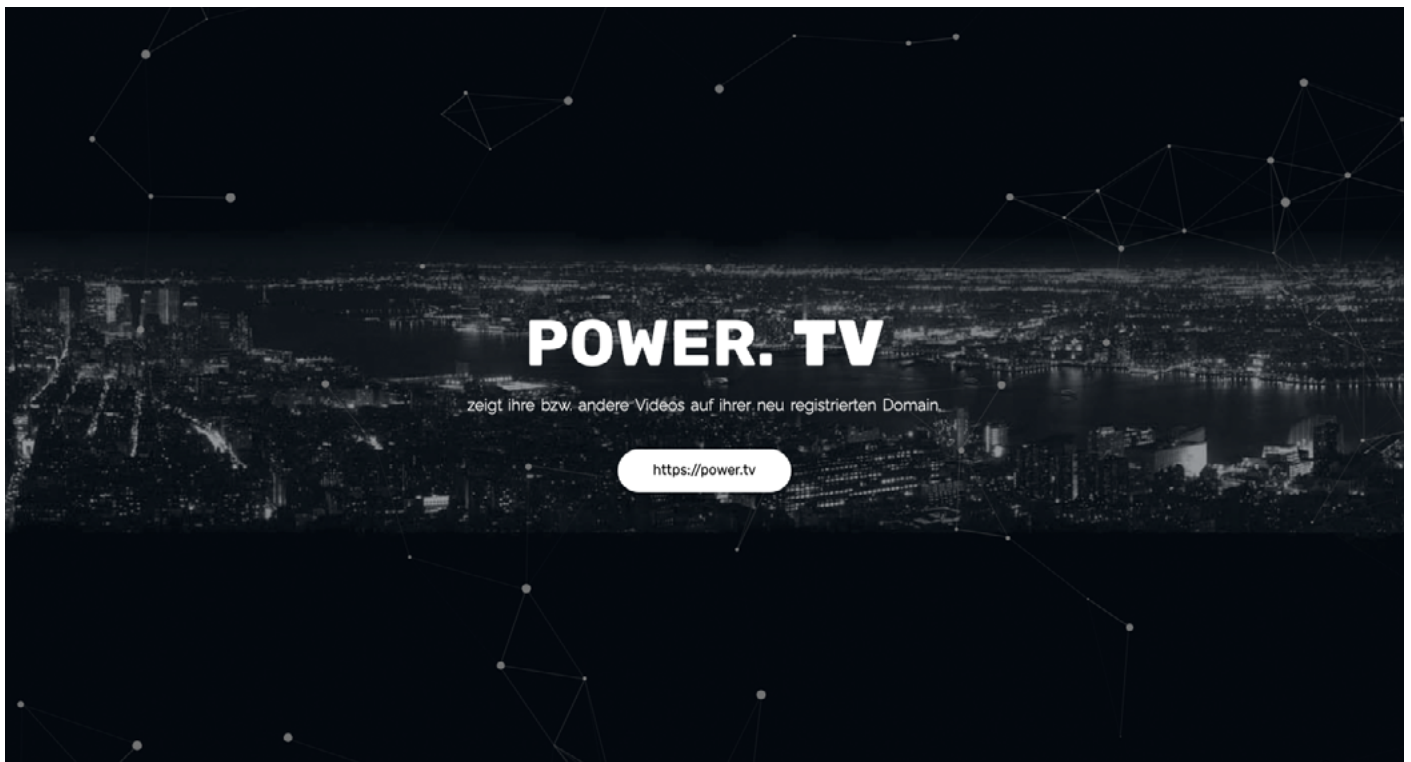 POWER. TV
zeigt ihre bzw. andere Videos auf ihrer neu registrierten Domain.
https://power.tv